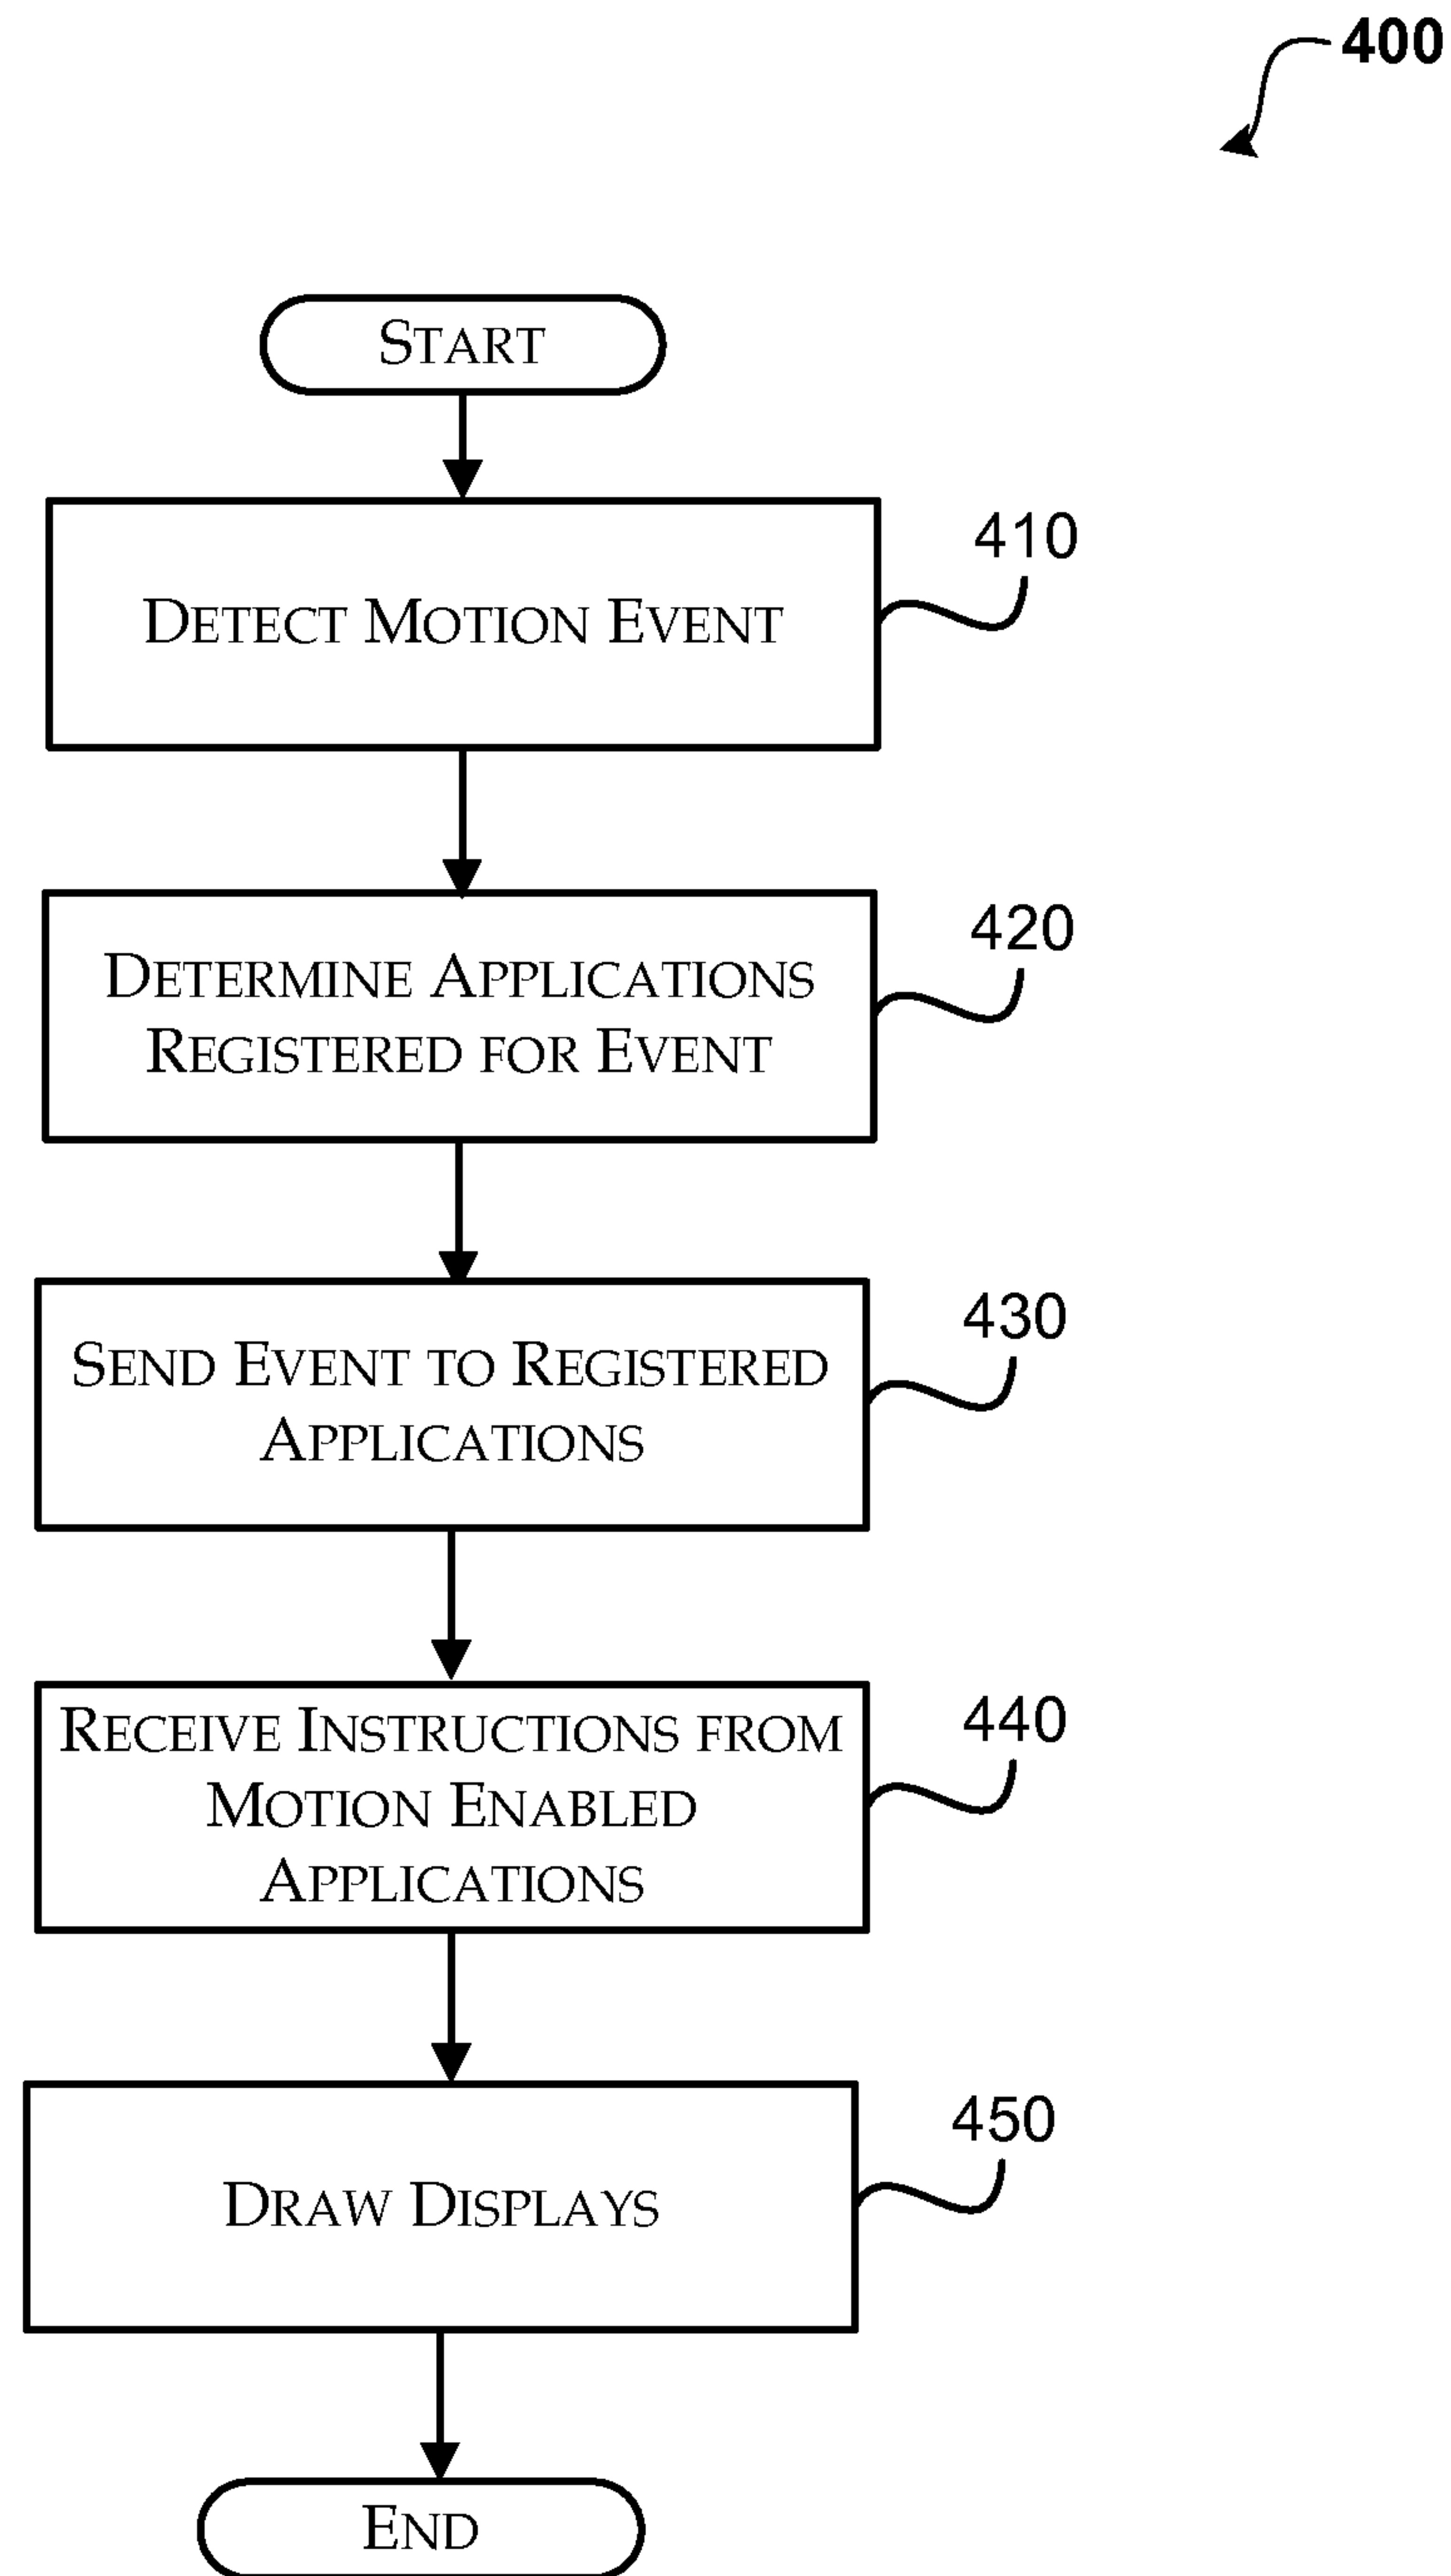 400
START
DETECT MOTION EVENT
410
DETERMINE APPLICATIONS
REGISTERED FOR EVENT
420
SEND EVENT TO REGISTERED
APPLICATIONS
430
RECEIVE INSTRUCTIONS FROM
MOTION ENABLED
APPLICATIONS
440
DRAW DISPLAYS
450
END